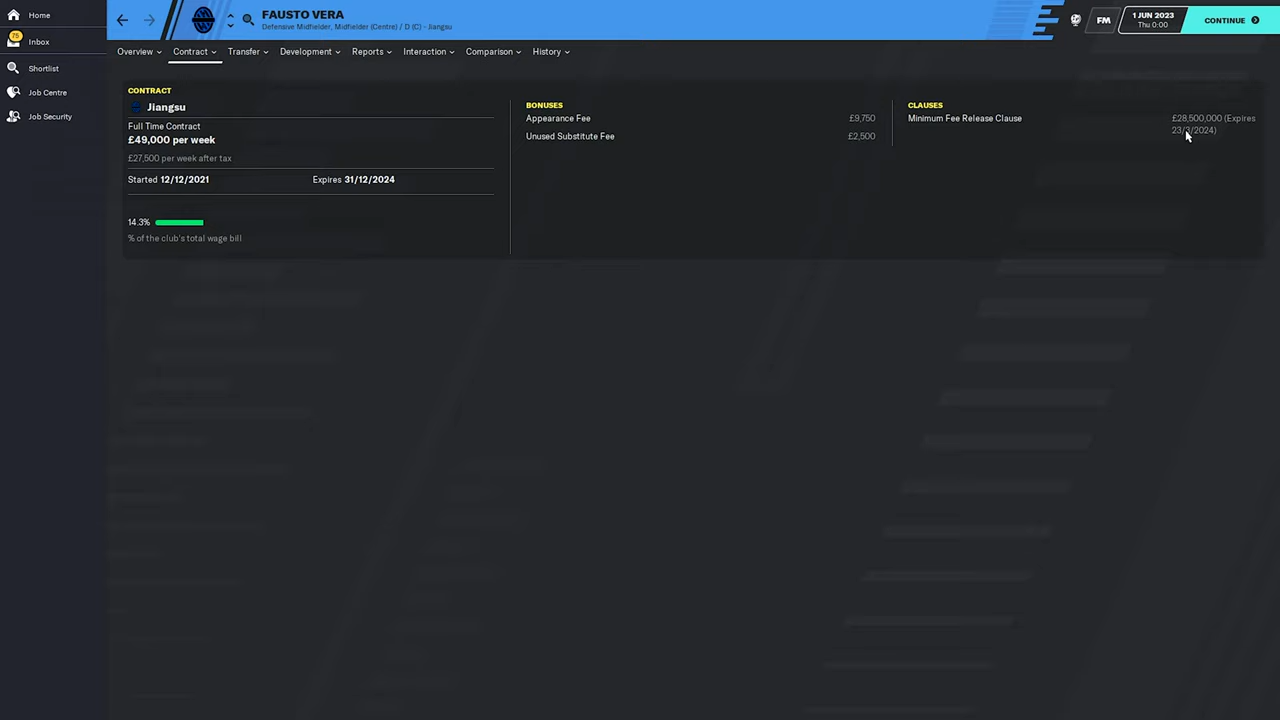 Home
75
Inbox
Shortlist
Job Centre
Job Security
FAUSTO VERA
Defensive Midfielder, Midfielder (Centre) / D (C) - Jiangsu
FM
1 JUN 2023
Thu 0:00
CONTINUE
Overview
Contract
Transfer
Development
Reports
Interaction
Comparison
History
CONTRACT
Jiangsu
Full Time Contract
£49,000 per week
£27,500 per week after tax
Started 12/12/2021
Expires 31/12/2024
14.3%
% of the club's total wage bill
BONUSES
Appearance Fee £9,750
Unused Substitute Fee £2,500
CLAUSES
Minimum Fee Release Clause £28,500,000 (Expires
23/3/2024)